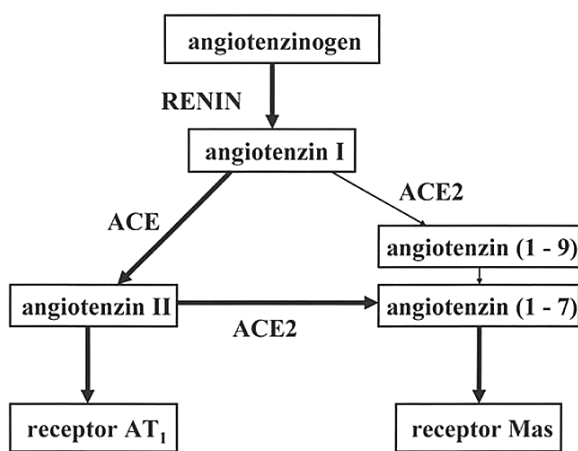 angiotenzinogen
RENIN
angiotenzin I
ACE2
ACE
angiotenzin (1 - 9)
angiotenzin II
angiotenzin (1 - 7)
ACE2
receptor AT₁
receptor Mas